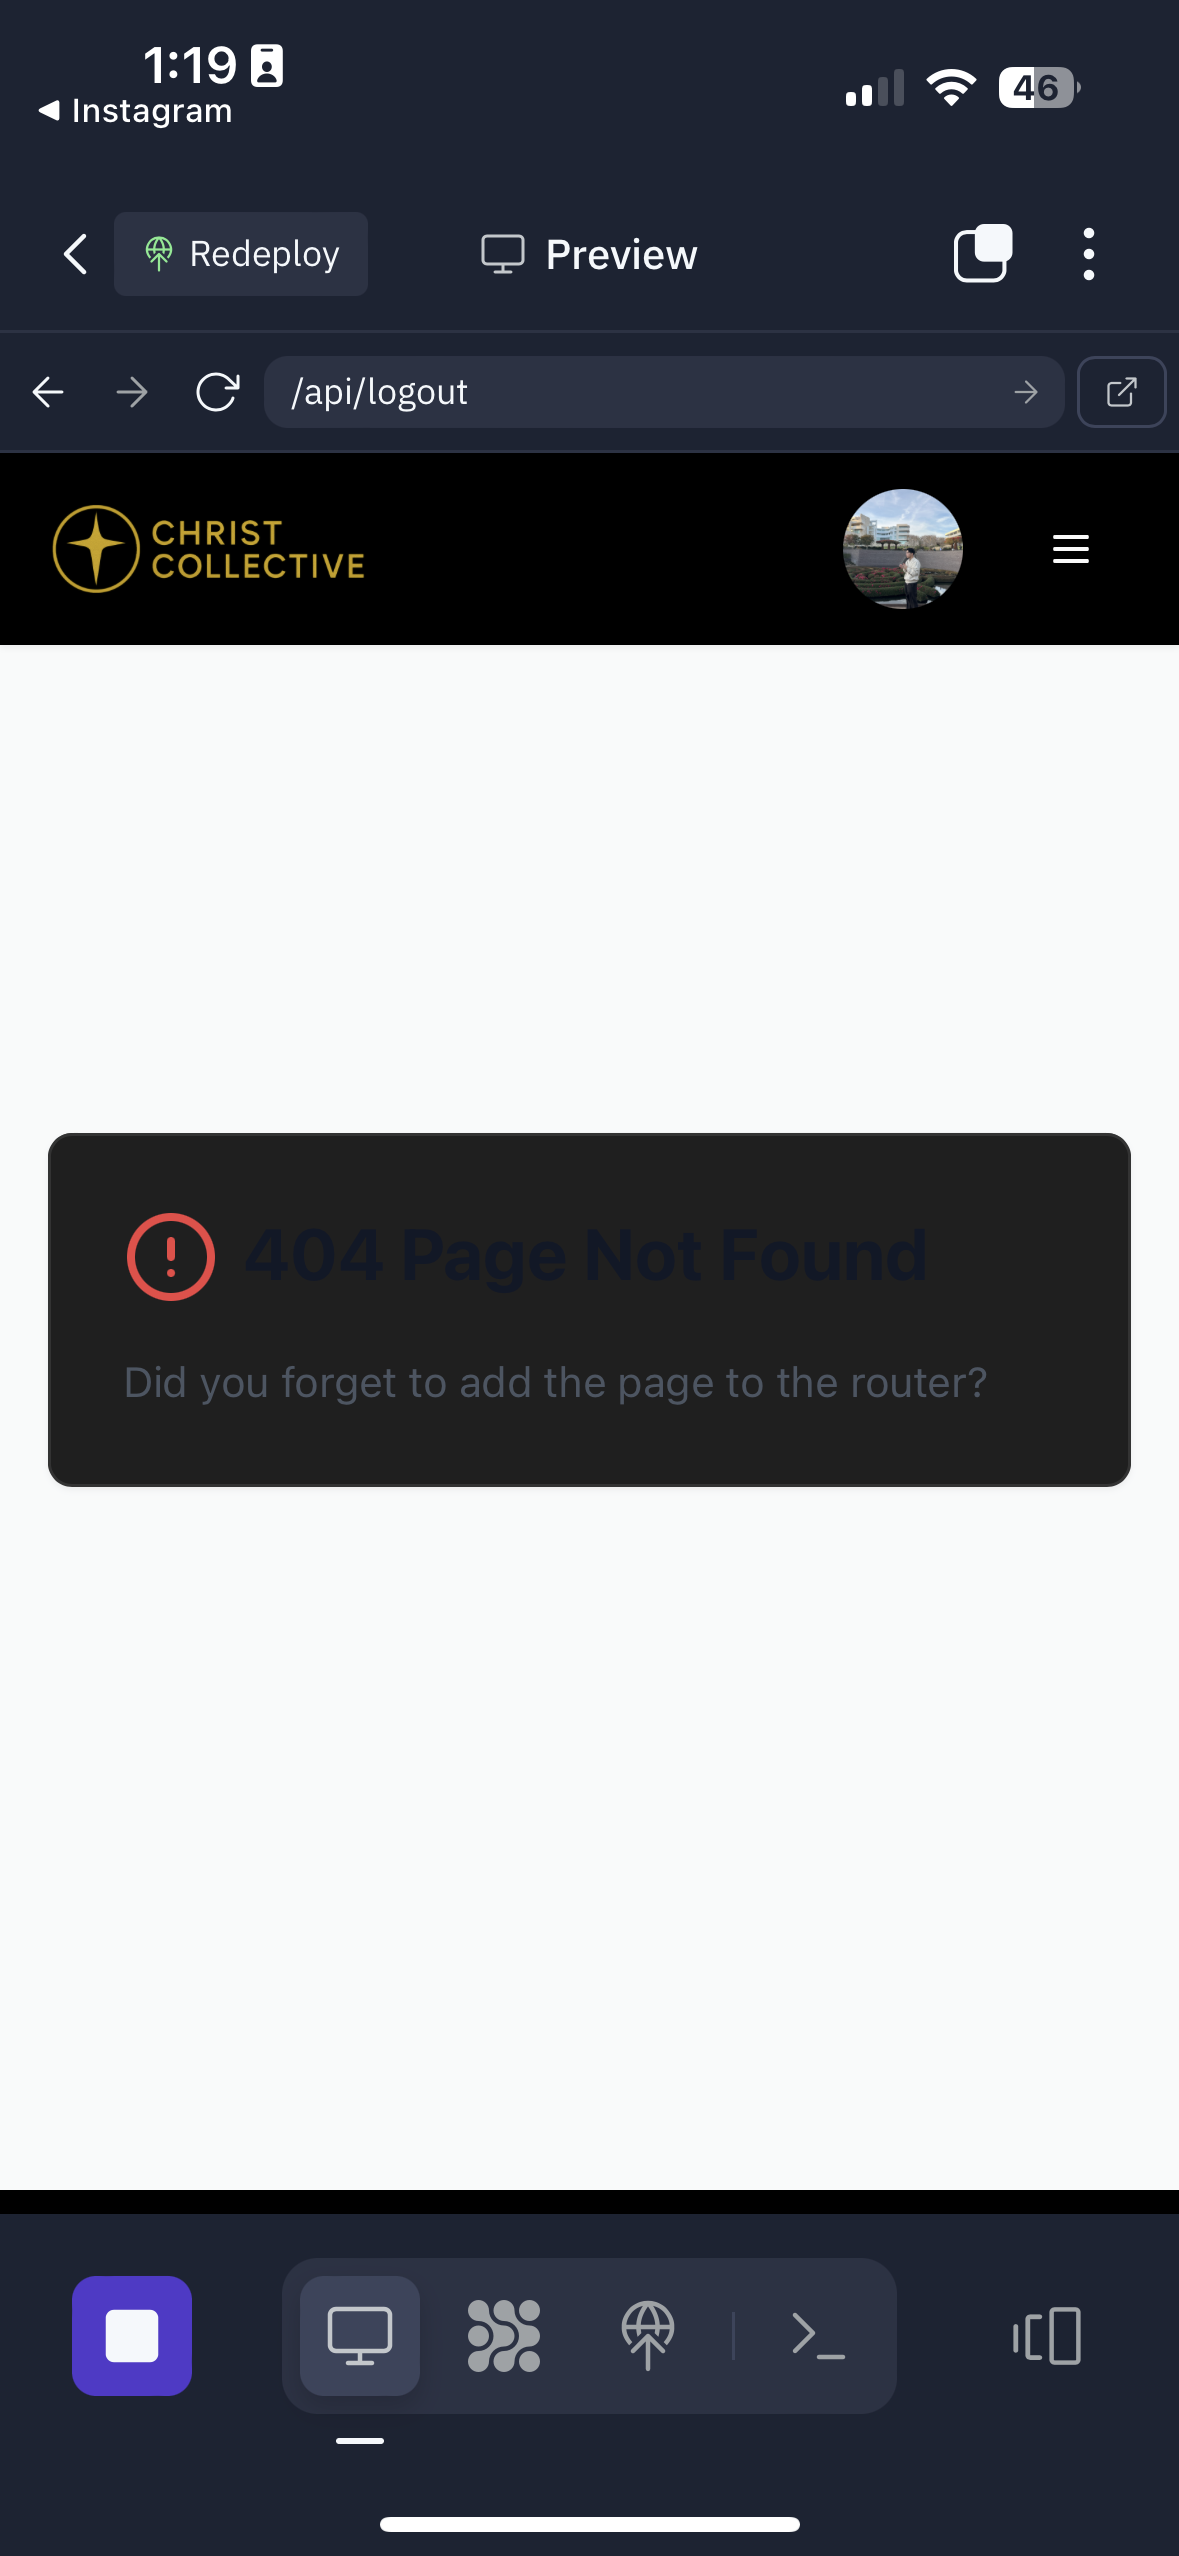 1:19
Instagram
46
Redeploy
Preview
/api/logout
CHRIST
COLLECTIVE
404 Page Not Found
Did you forget to add the page to the router?